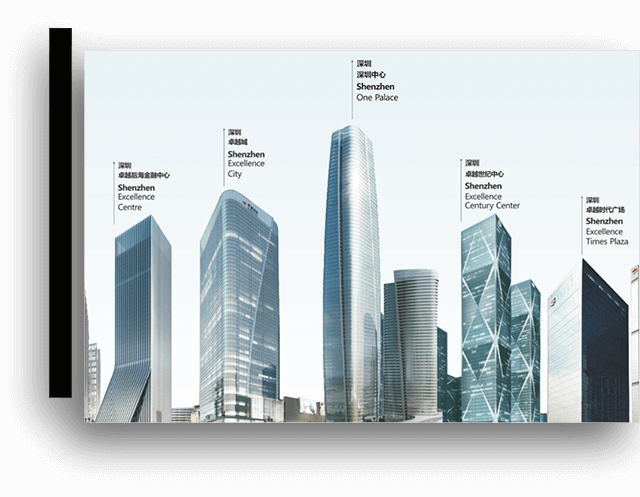 深圳
深圳中心
Shenzhen
One Palace
深圳
卓越城
Shenzhen
Excellence
City
深圳
卓越后海金融中心
Shenzhen
Excellence
Centre
深圳
卓越世纪中心
Shenzhen
Excellence
Century Center
深圳
卓越时代广场
Shenzhen
Excellence
Times Plaza